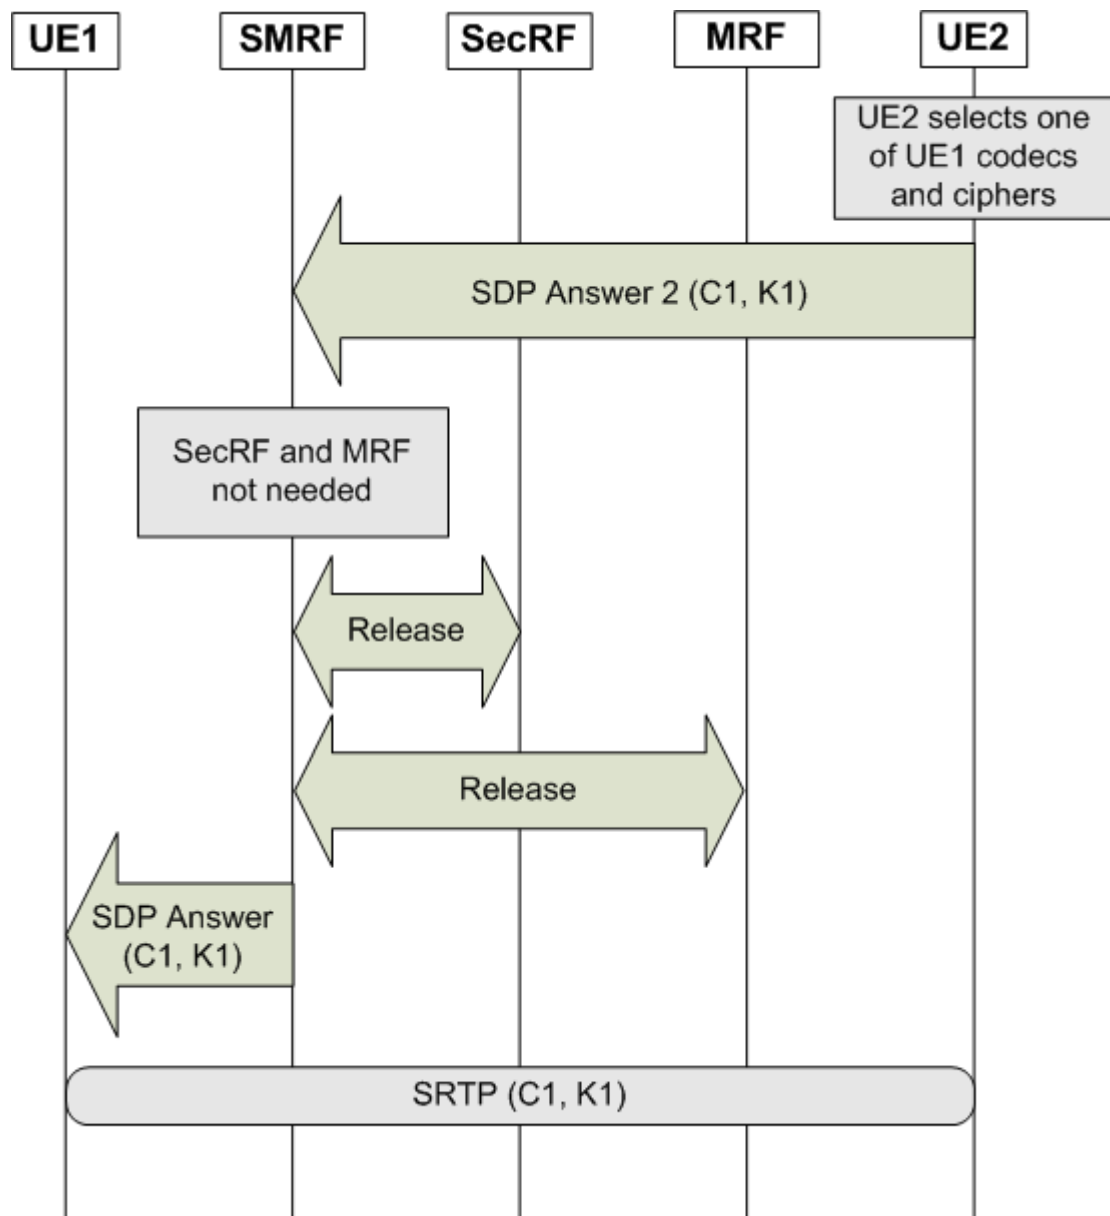 UE1
SMRF
SecRF
MRF
UE2
UE2 selects one
of UE1 codecs
and ciphers
SDP Answer 2 (C1, K1)
SecRF and MRF
not needed
Release
Release
SDP Answer
(C1, K1)
SRTP (C1, K1)